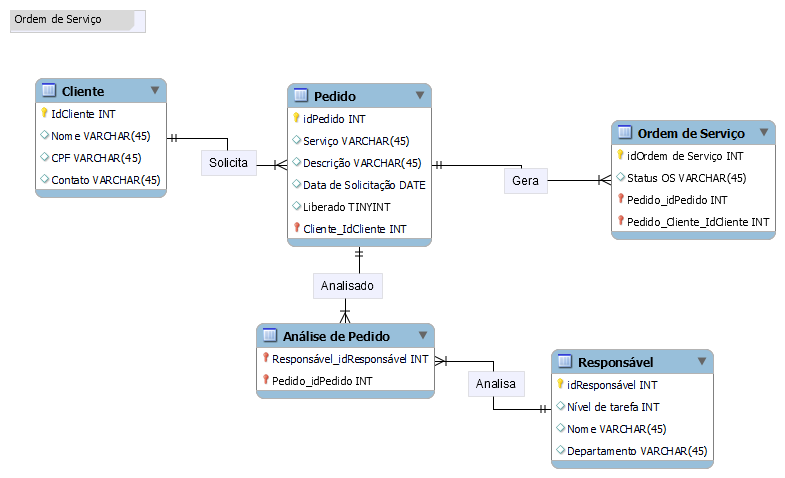 Ordem de Serviço
Cliente
IdCliente INT
Nome VARCHAR(45)
CPF VARCHAR(45)
Contato VARCHAR(45)
Solicita
Pedido
idPedido INT
Serviço VARCHAR(45)
Descrição VARCHAR(45)
Data de Solicitação DATE
Liberado TINYINT
Cliente_IdCliente INT
Gera
Ordem de Serviço
idOrdem de Serviço INT
Status OS VARCHAR(45)
Pedido_idPedido INT
Pedido_Cliente_IdCliente INT
Analisado
Análise de Pedido
Responsável_idResponsável INT
Pedido_idPedido INT
Analisa
Responsável
idResponsável INT
Nível de tarefa INT
Nome VARCHAR(45)
Departamento VARCHAR(45)